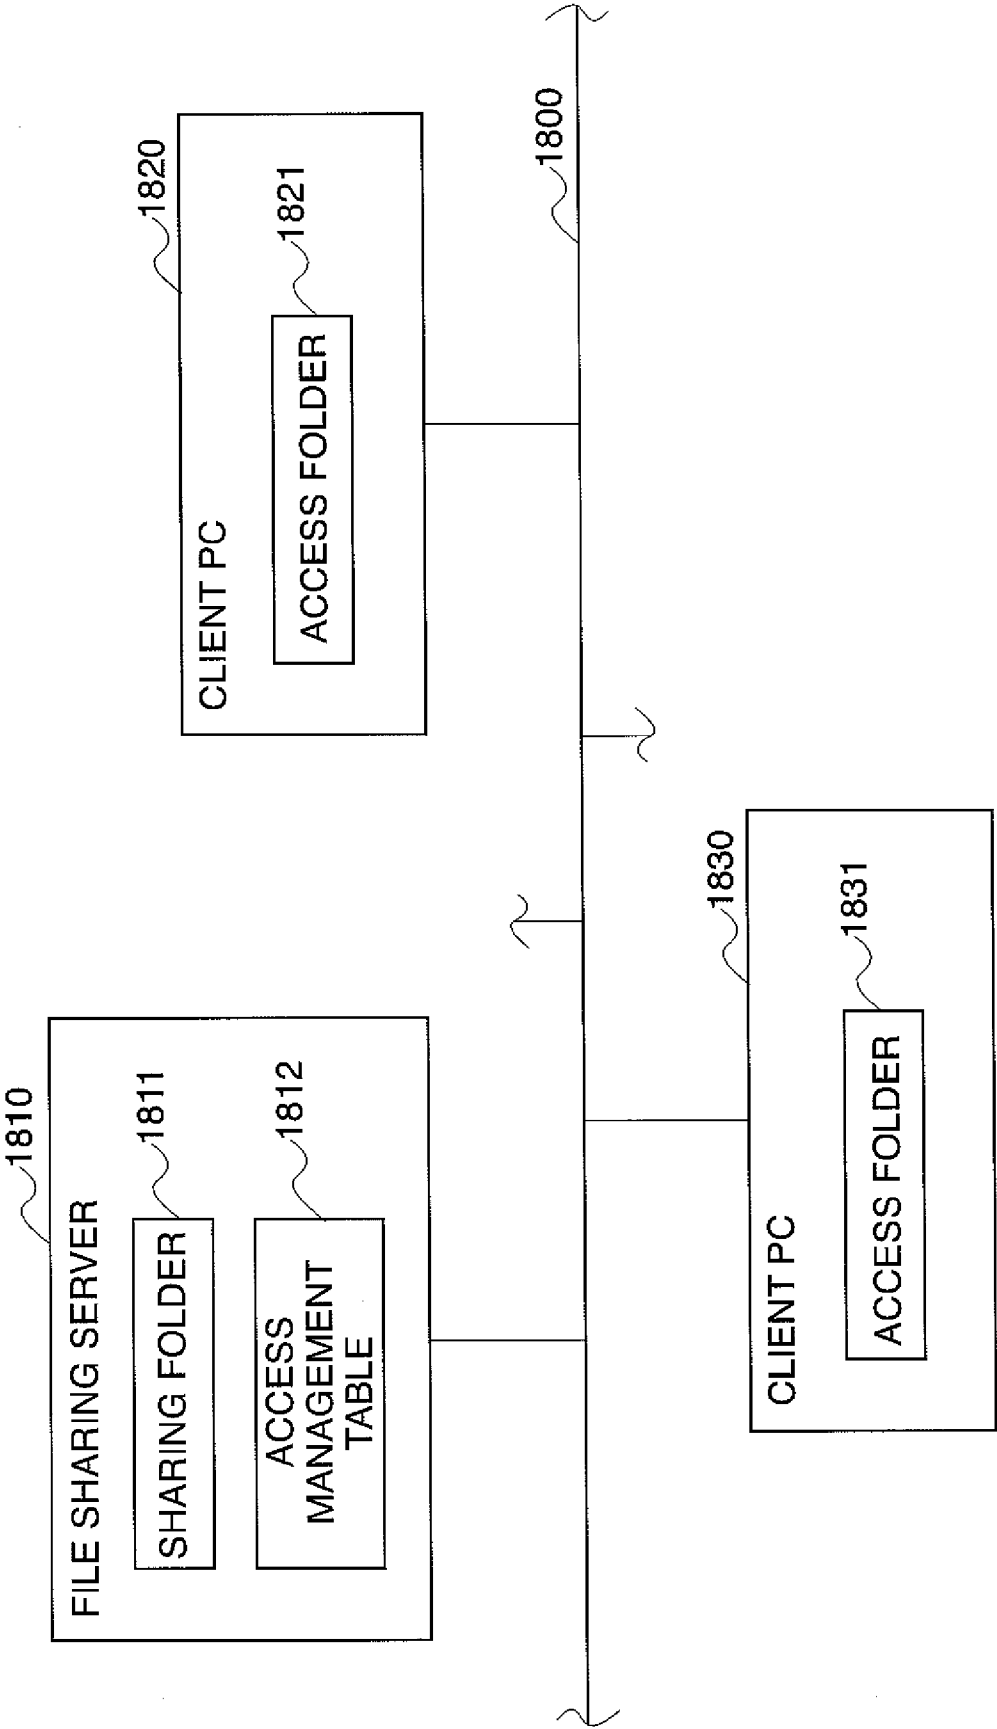 1810
FILE SHARING SERVER
1811
SHARING FOLDER
1812
ACCESS
MANAGEMENT
TABLE
1820
CLIENT PC
1821
ACCESS FOLDER
1800
1830
CLIENT PC
1831
ACCESS FOLDER